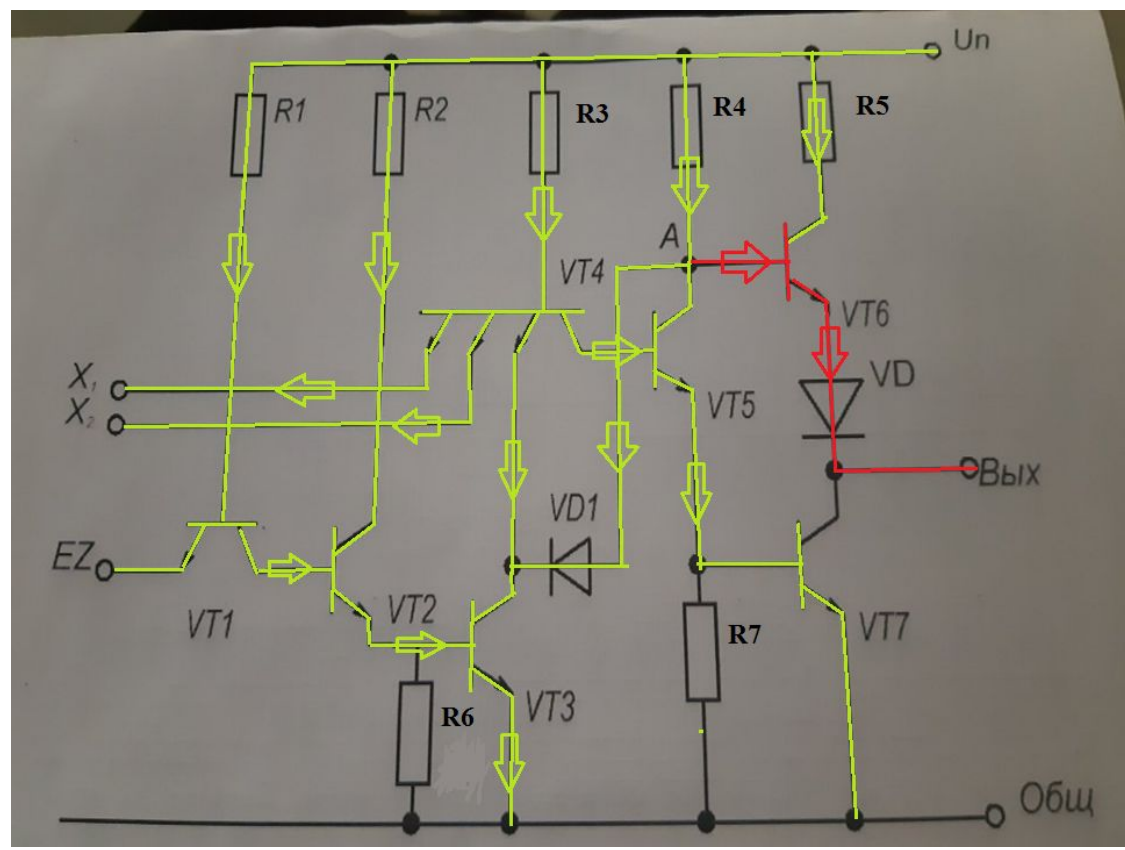 Uп
R1
R2
R3
R4
R5
A
VT4
VT6
X₁
VD
X₂
VT5
Вых
VD1
EZ
VT2
VT1
R7
VT7
R6
VT3
Общ